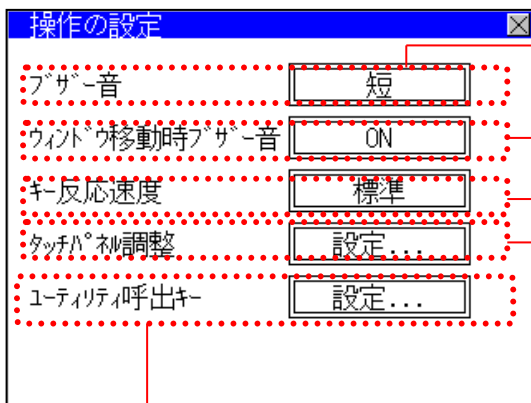 操作の設定
ﾌﾞｻﾞｰ音 短
ｳｨﾝﾄﾞｳ移動時ﾌﾞｻﾞｰ音 ON
ｷｰ反応速度 標準
ﾀｯﾁﾊﾟﾈﾙ調整 設定...
ﾕｰﾃｨﾘﾃｨ呼出ｷｰ 設定...